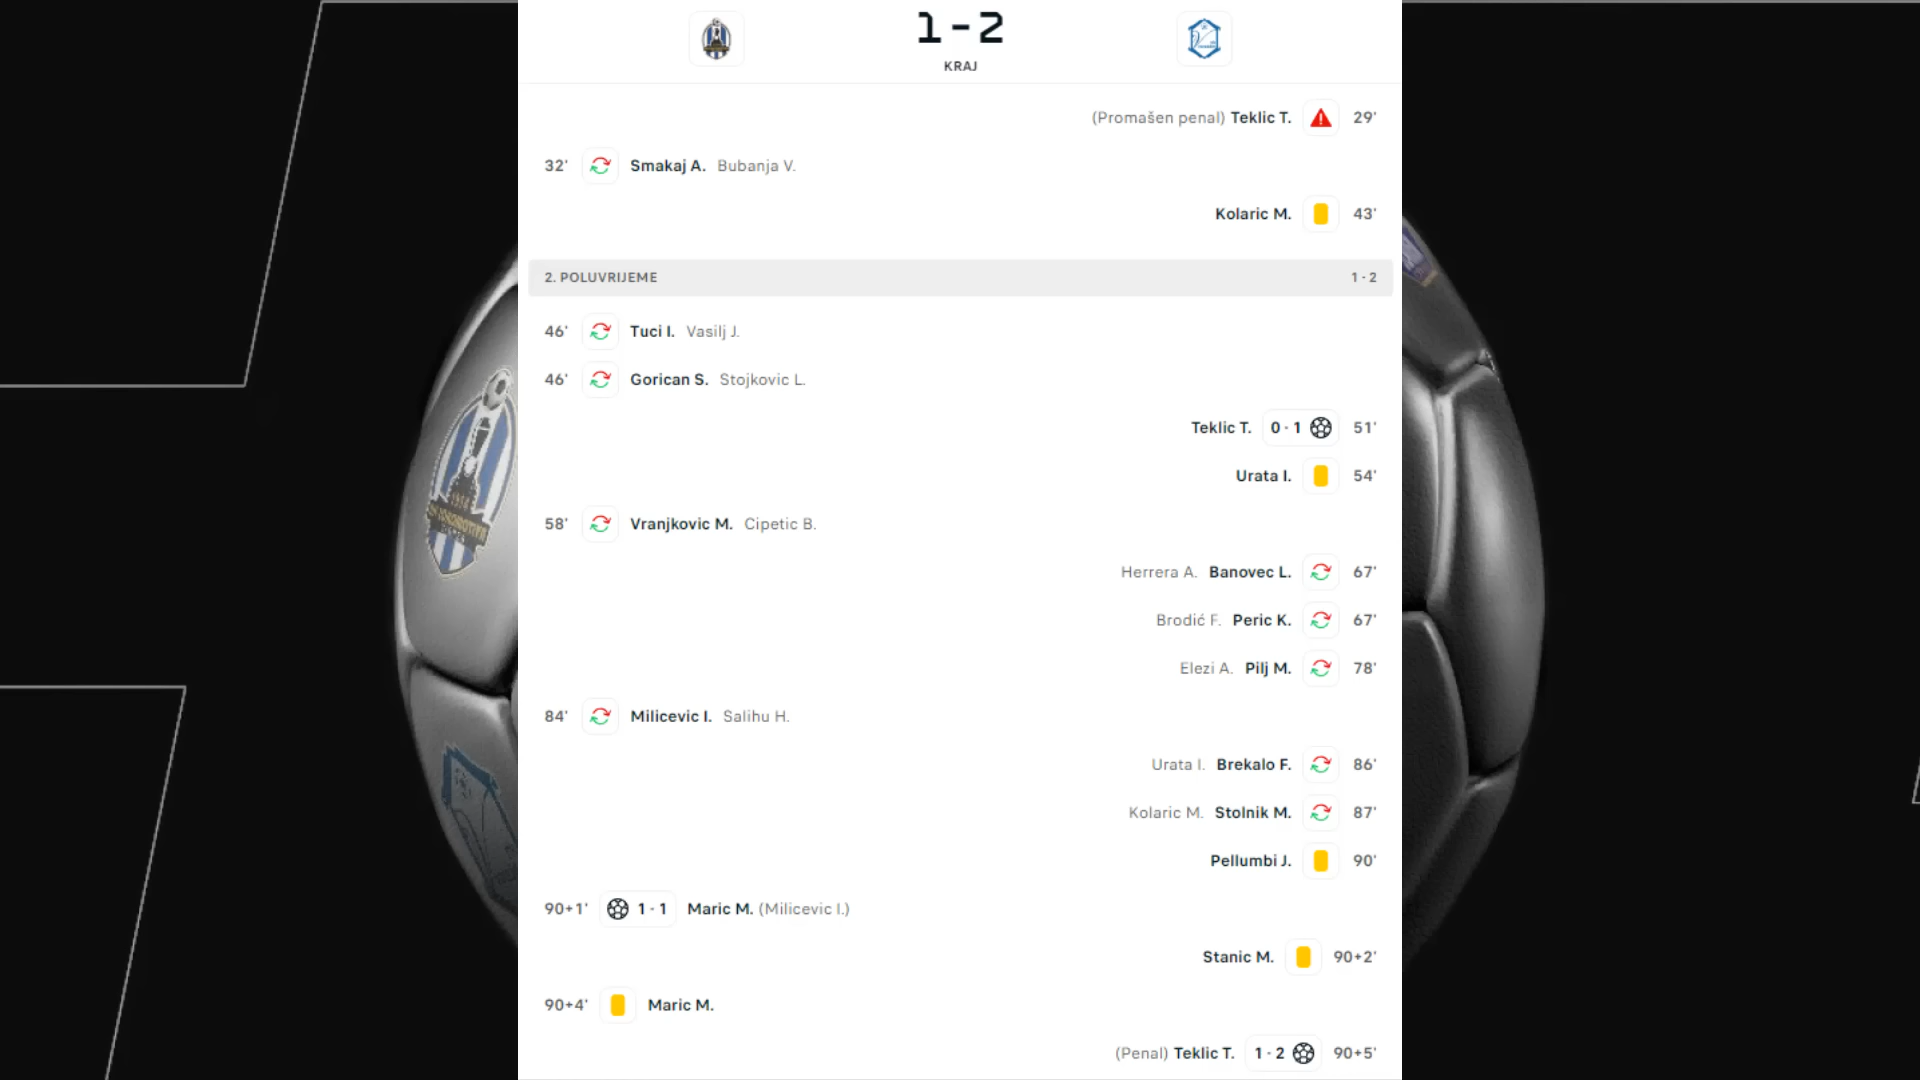 1 - 2
KRAJ
(Promašen penal) Teklic T. 29'
32' Smakaj A. Bubanja V.
Kolaric M. 43'
2. POLUVRIJEME 1 - 2
46' Tuci I. Vasilj J.
46' Gorican S. Stojkovic L.
Teklic T. 0 - 1 51'
Urata I. 54'
58' Vranjkovic M. Cipetic B.
Herrera A. Banovec L. 67'
Brodić F. Peric K. 67'
Elezi A. Pilj M. 78'
84' Milicevic I. Salihu H.
Urata I. Brekalo F. 86'
Kolaric M. Stolnik M. 87'
Pellumbi J. 90'
90+1' 1 - 1 Maric M. (Milicevic I.)
Stanic M. 90+2'
90+4' Maric M.
(Penal) Teklic T. 1 - 2 90+5'
1914